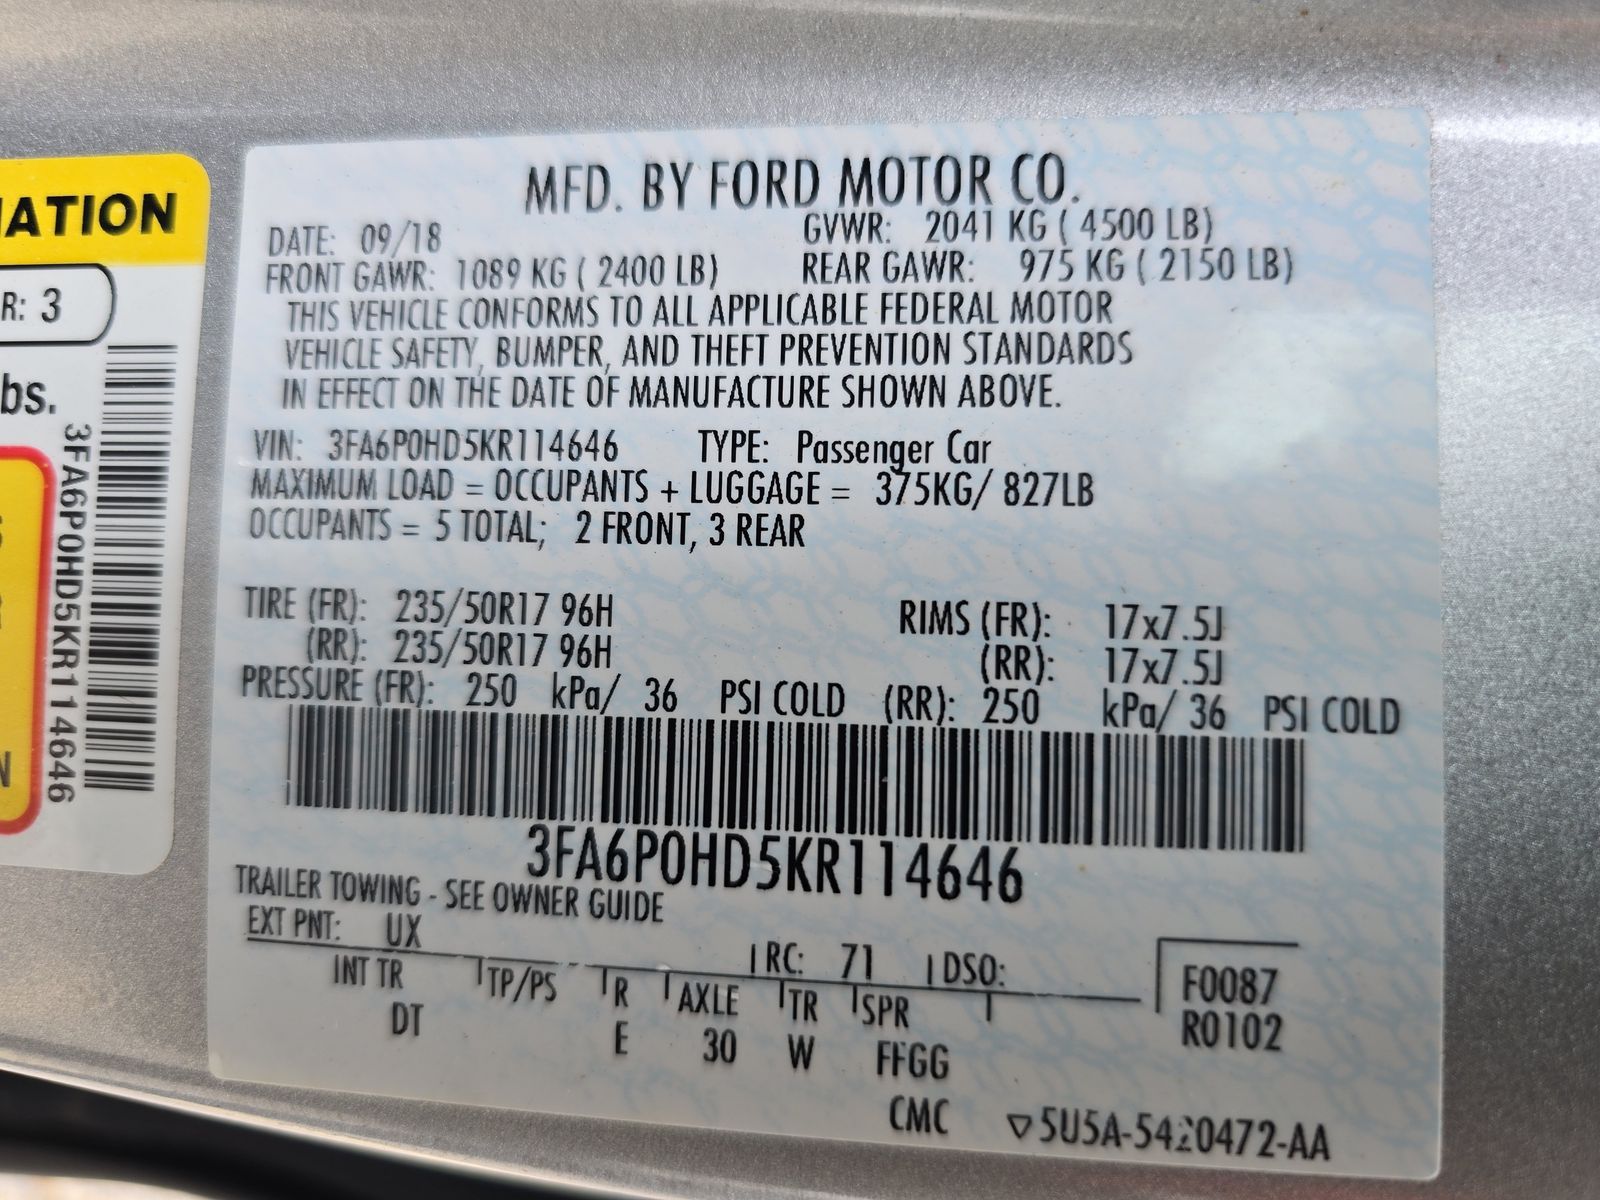 MATION
R: 3
bs.
3FA6P0HD5KR114646
N
MFD. BY FORD MOTOR CO.
DATE: 09/18 GVWR: 2041 KG ( 4500 LB)
FRONT GAWR: 1089 KG ( 2400 LB) REAR GAWR: 975 KG ( 2150 LB)
THIS VEHICLE CONFORMS TO ALL APPLICABLE FEDERAL MOTOR
VEHICLE SAFETY, BUMPER, AND THEFT PREVENTION STANDARDS
IN EFFECT ON THE DATE OF MANUFACTURE SHOWN ABOVE.
VIN: 3FA6P0HD5KR114646 TYPE: Passenger Car
MAXIMUM LOAD = OCCUPANTS + LUGGAGE = 375KG/ 827LB
OCCUPANTS = 5 TOTAL; 2 FRONT, 3 REAR
TIRE (FR): 235/50R17 96H RIMS (FR): 17x7.5J
(RR): 235/50R17 96H (RR): 17x7.5J
PRESSURE (FR): 250 kPa/ 36 PSI COLD (RR): 250 kPa/ 36 PSI COLD
3FA6P0HD5KR114646
TRAILER TOWING - SEE OWNER GUIDE
EXT PNT: UX RC: 71 DSO:
INT TR TP/PS R AXLE TR SPR F0087
DT E 30 W FFGG R0102
CMC ▽5U5A-5420472-AA